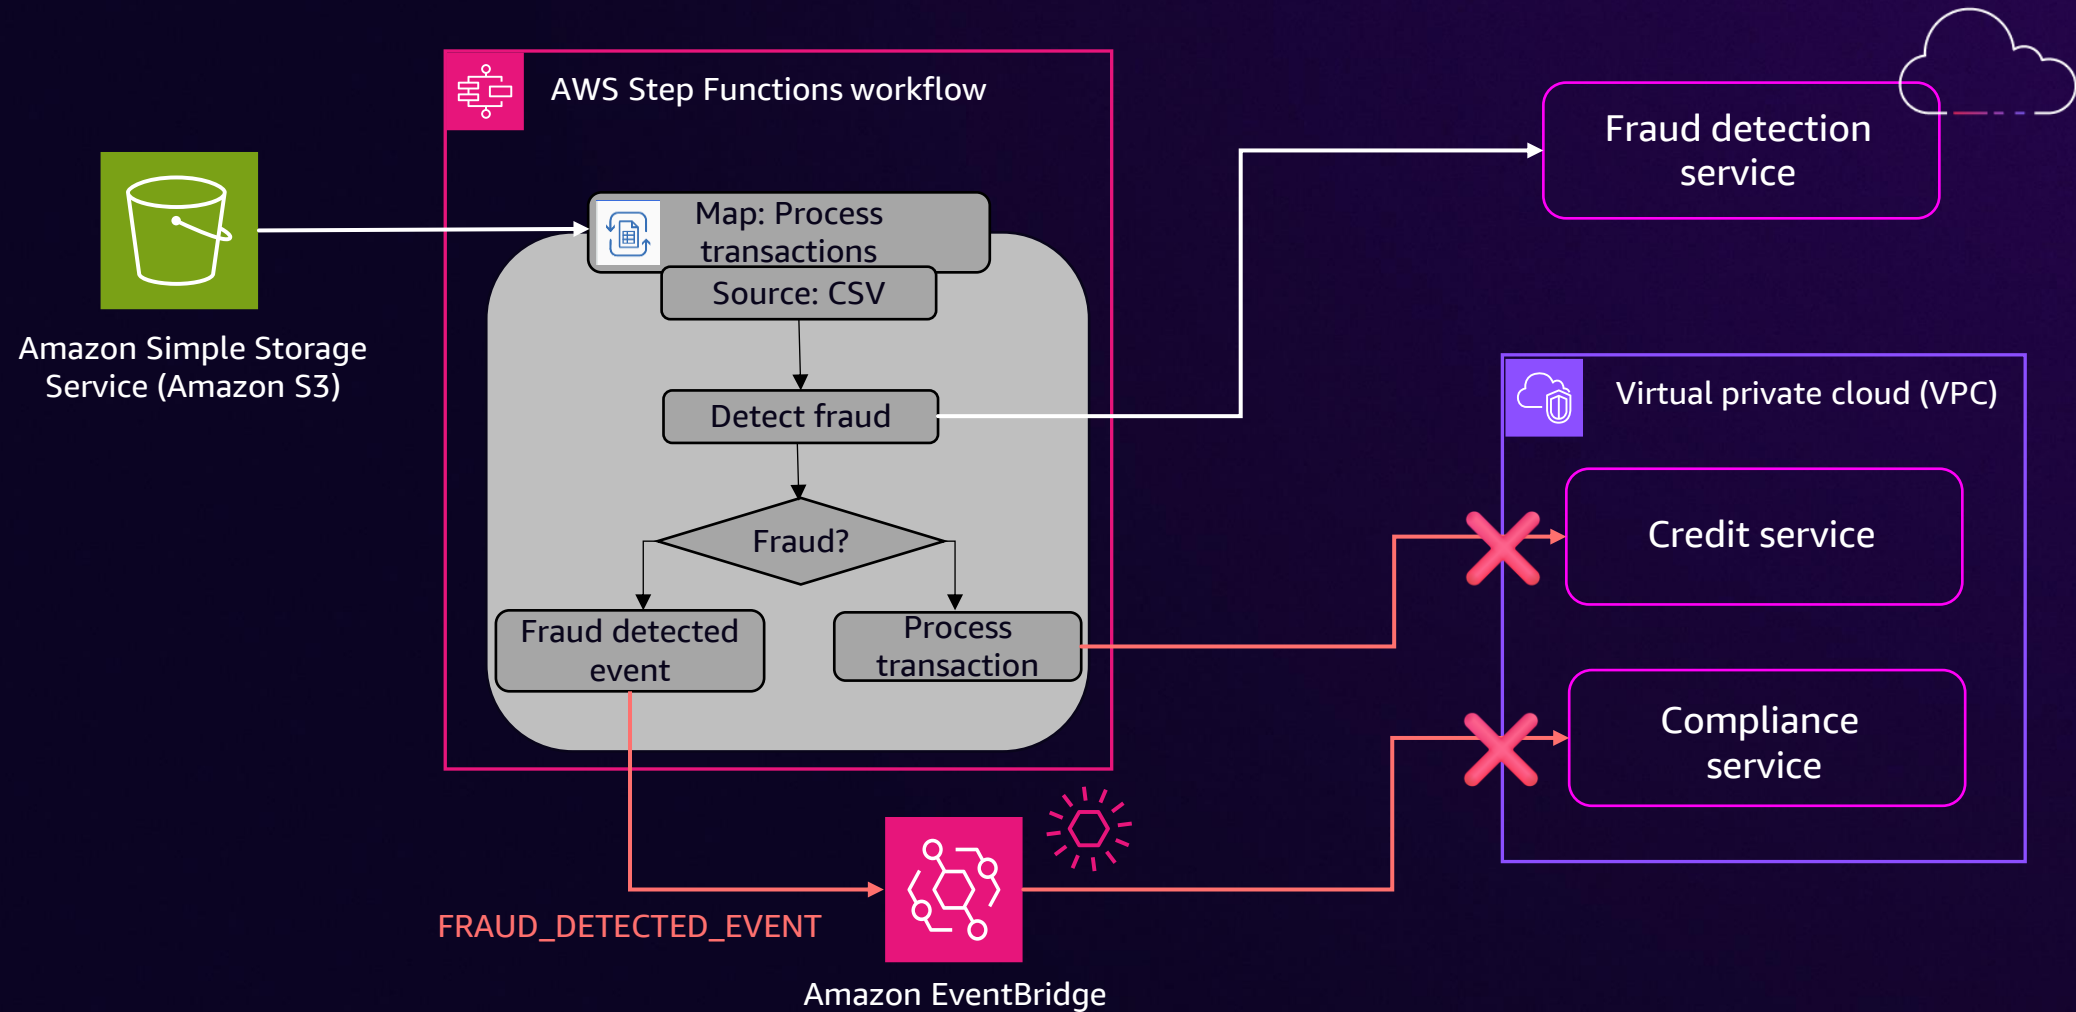 AWS Step Functions workflow
Fraud detection
service
Map: Process
transactions
Source: CSV
Amazon Simple Storage
Service (Amazon S3)
Detect fraud
Virtual private cloud (VPC)
Fraud?
Credit service
Fraud detected
event
Process
transaction
Compliance
service
FRAUD_DETECTED_EVENT
Amazon EventBridge